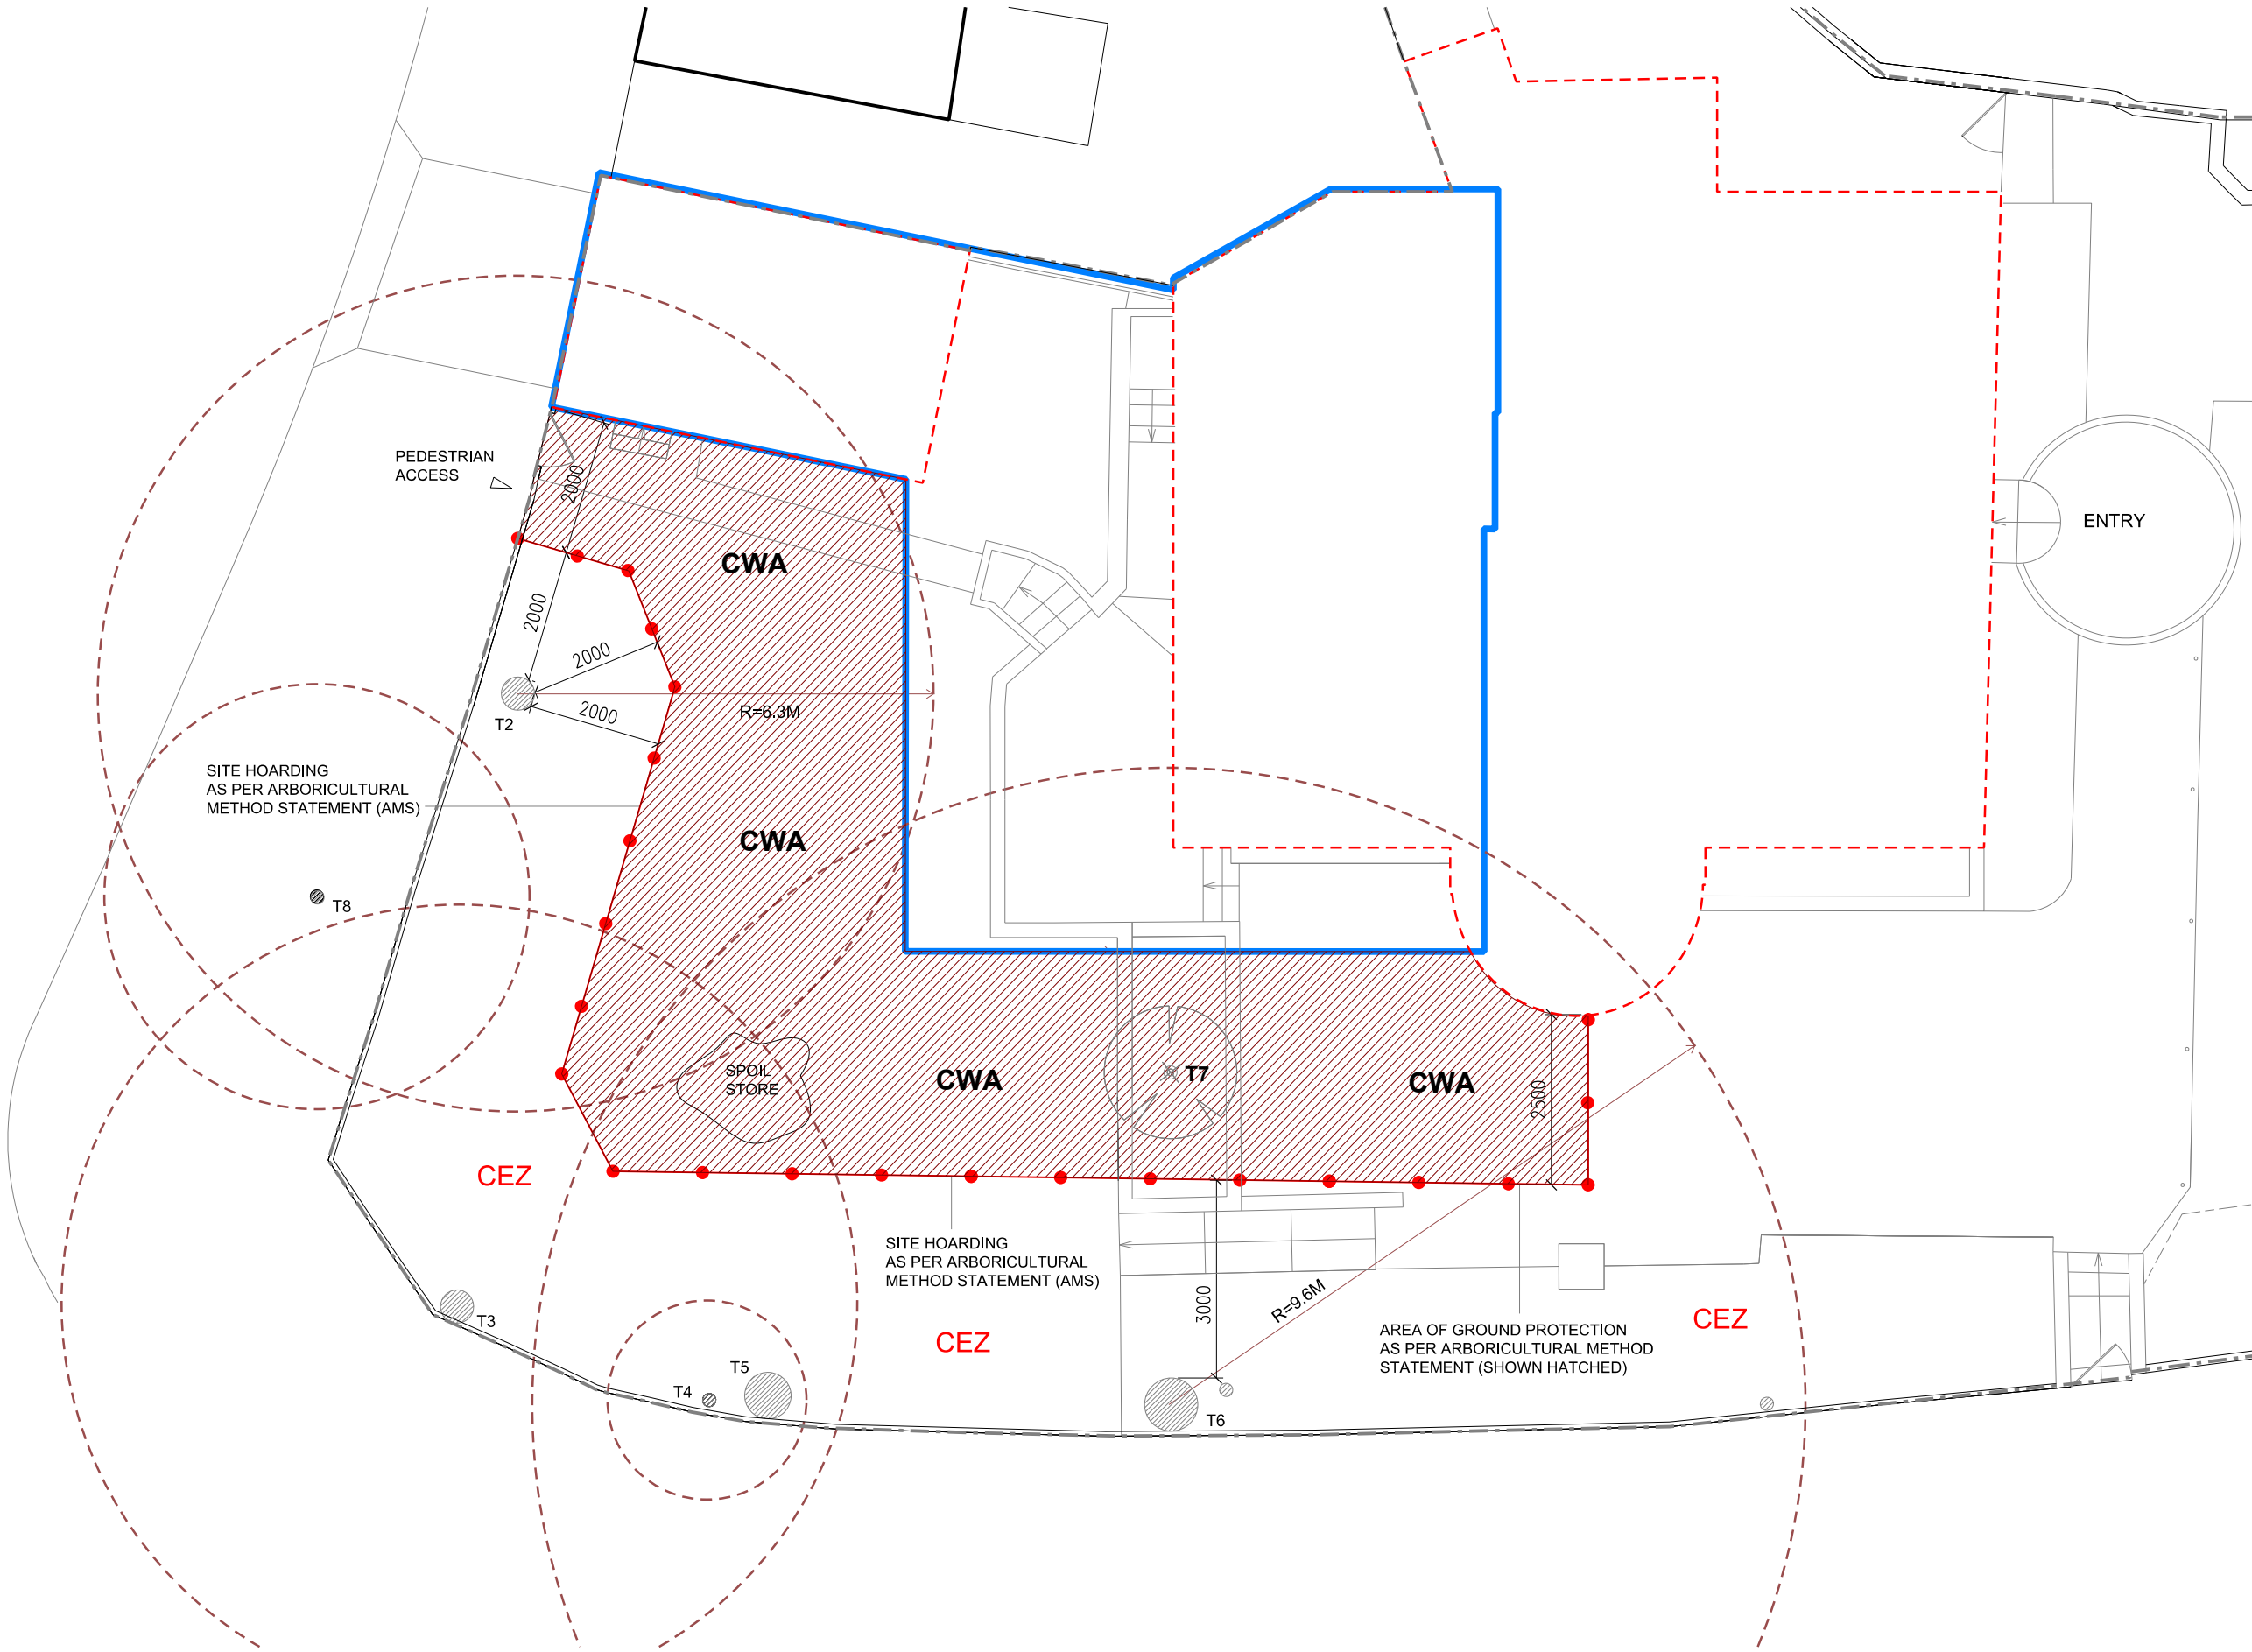 PEDESTRIAN
ACCESS
2000
CWA
ENTRY
2000
2000
2000
T2
R=6.3M
SITE HOARDING
AS PER ARBORICULTURAL
METHOD STATEMENT (AMS)
CWA
T8
SPOIL
STORE
CWA
T7
CWA
2500
CEZ
SITE HOARDING
AS PER ARBORICULTURAL
METHOD STATEMENT (AMS)
3000
R=9.6M
CEZ
T3
CEZ
AREA OF GROUND PROTECTION
AS PER ARBORICULTURAL METHOD
STATEMENT (SHOWN HATCHED)
T5
T4
T6